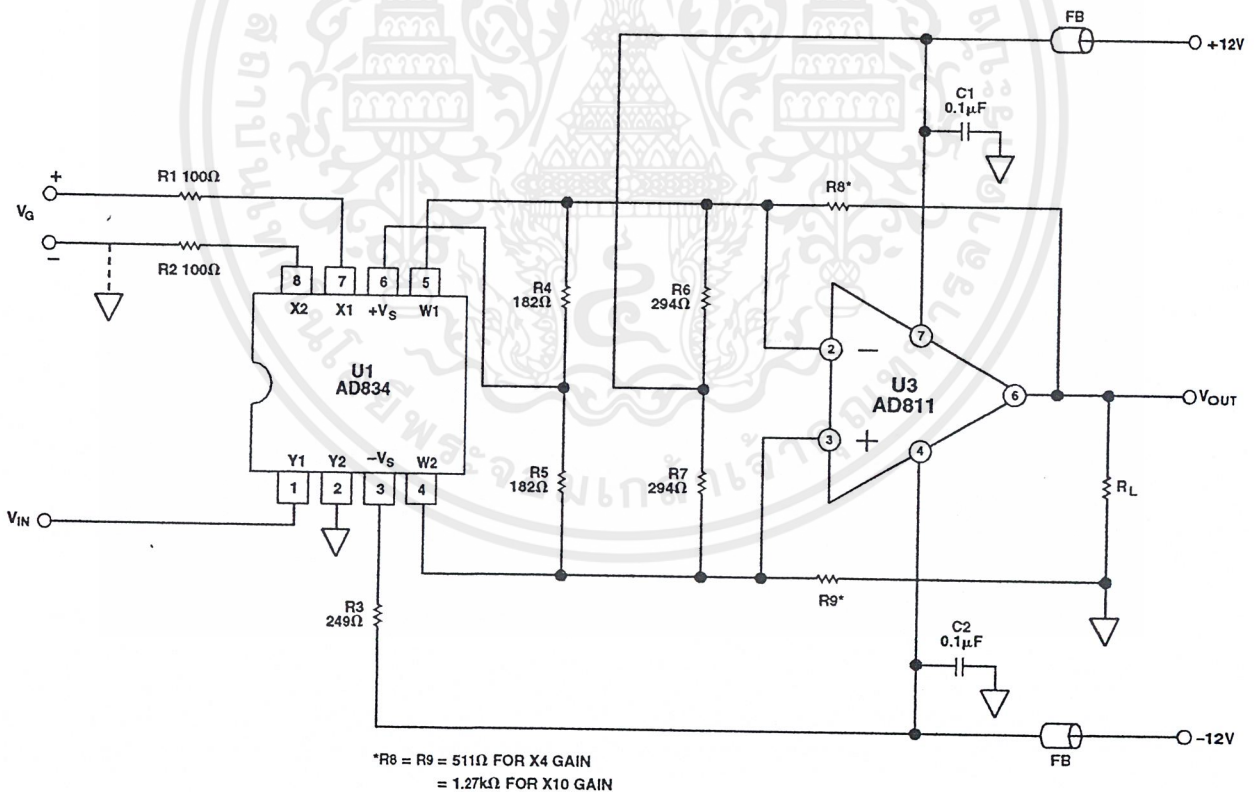 FB
+12V
C1
0.1µF
R1 100Ω
+
VG
−
R2 100Ω
R8*
8 7 6 5
X2 X1 +VS W1
R4
182Ω
R6
294Ω
U1
AD834
2 −
7
U3
AD811
6
VOUT
3 +
4
Y1 Y2 −VS W2
1 2 3 4
R5
182Ω
R7
294Ω
RL
VIN
R9*
R3
249Ω
C2
0.1µF
−12V
FB
*R8 = R9 = 511Ω FOR X4 GAIN
= 1.27kΩ FOR X10 GAIN